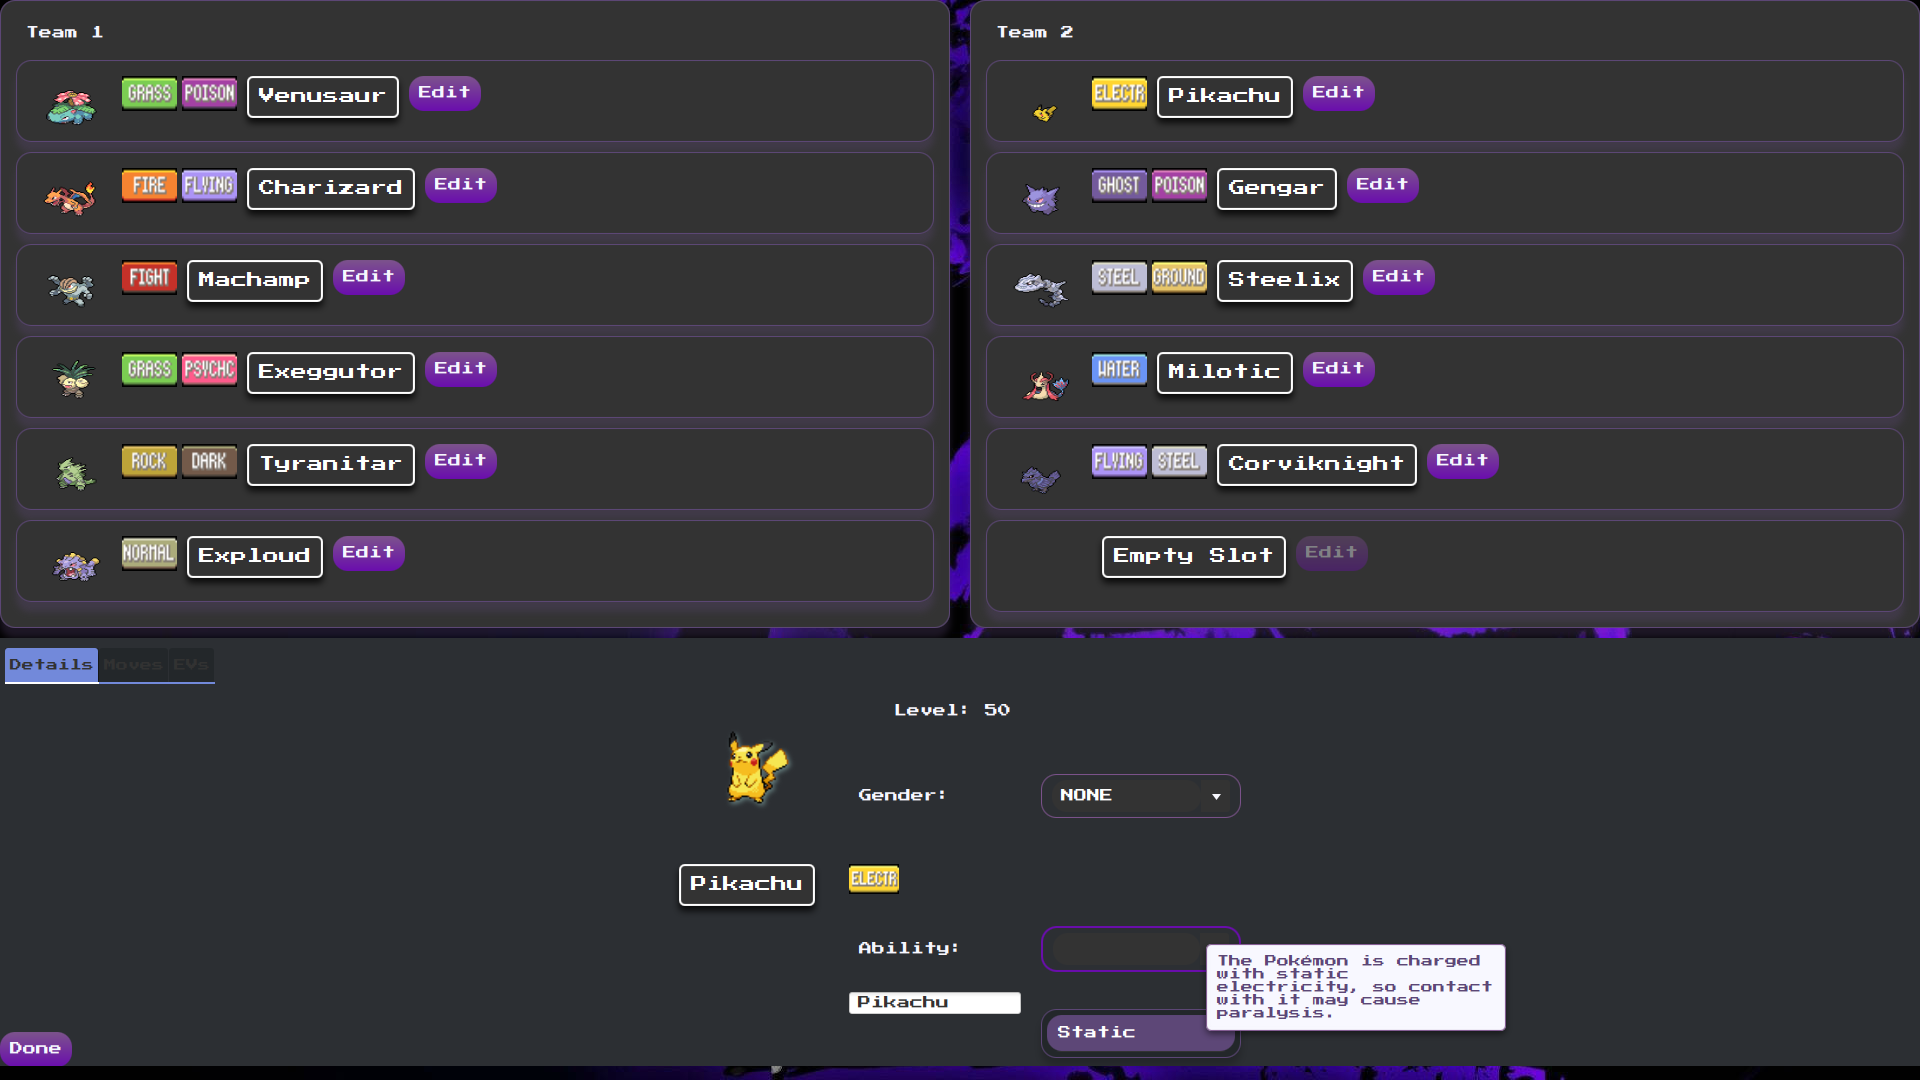 Team 1
GRASS POISON Venusaur Edit
FIRE FLYING Charizard Edit
FIGHT Machamp Edit
GRASS PSYCHC Exeggutor Edit
ROCK DARK Tyranitar Edit
NORMAL Exploud Edit
Team 2
ELECTR Pikachu Edit
GHOST POISON Gengar Edit
STEEL GROUND Steelix Edit
WATER Milotic Edit
FLYING STEEL Corviknight Edit
Empty Slot Edit
Details Moves EVs
Level: 50
Gender: NONE
Pikachu ELECTR
Ability:
Pikachu
Static
The Pokémon is charged
with static
electricity, so contact
with it may cause
paralysis.
Done